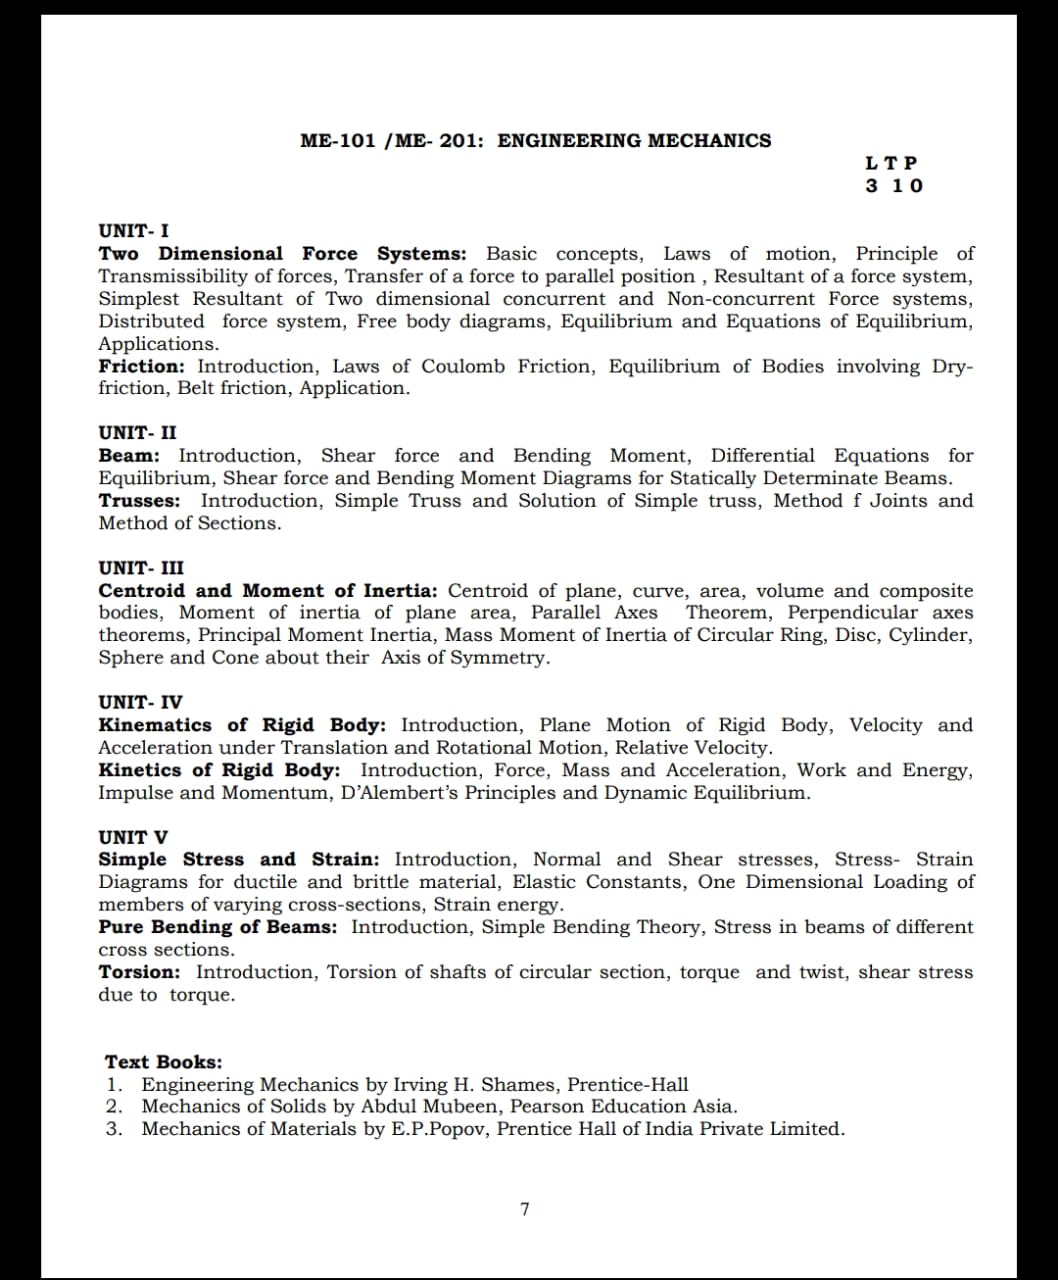 ME-101 /ME- 201: ENGINEERING MECHANICS
L T P
3 1 0
UNIT- I
Two Dimensional Force Systems: Basic concepts, Laws of motion, Principle of
Transmissibility of forces, Transfer of a force to parallel position , Resultant of a force system,
Simplest Resultant of Two dimensional concurrent and Non-concurrent Force systems,
Distributed force system, Free body diagrams, Equilibrium and Equations of Equilibrium,
Applications.
Friction: Introduction, Laws of Coulomb Friction, Equilibrium of Bodies involving Dry-
friction, Belt friction, Application.
UNIT- II
Beam: Introduction, Shear force and Bending Moment, Differential Equations for
Equilibrium, Shear force and Bending Moment Diagrams for Statically Determinate Beams.
Trusses: Introduction, Simple Truss and Solution of Simple truss, Method f Joints and
Method of Sections.
UNIT- III
Centroid and Moment of Inertia: Centroid of plane, curve, area, volume and composite
bodies, Moment of inertia of plane area, Parallel Axes Theorem, Perpendicular axes
theorems, Principal Moment Inertia, Mass Moment of Inertia of Circular Ring, Disc, Cylinder,
Sphere and Cone about their Axis of Symmetry.
UNIT- IV
Kinematics of Rigid Body: Introduction, Plane Motion of Rigid Body, Velocity and
Acceleration under Translation and Rotational Motion, Relative Velocity.
Kinetics of Rigid Body: Introduction, Force, Mass and Acceleration, Work and Energy,
Impulse and Momentum, D’Alembert’s Principles and Dynamic Equilibrium.
UNIT V
Simple Stress and Strain: Introduction, Normal and Shear stresses, Stress- Strain
Diagrams for ductile and brittle material, Elastic Constants, One Dimensional Loading of
members of varying cross-sections, Strain energy.
Pure Bending of Beams: Introduction, Simple Bending Theory, Stress in beams of different
cross sections.
Torsion: Introduction, Torsion of shafts of circular section, torque and twist, shear stress
due to torque.
Text Books:
1. Engineering Mechanics by Irving H. Shames, Prentice-Hall
2. Mechanics of Solids by Abdul Mubeen, Pearson Education Asia.
3. Mechanics of Materials by E.P.Popov, Prentice Hall of India Private Limited.
7